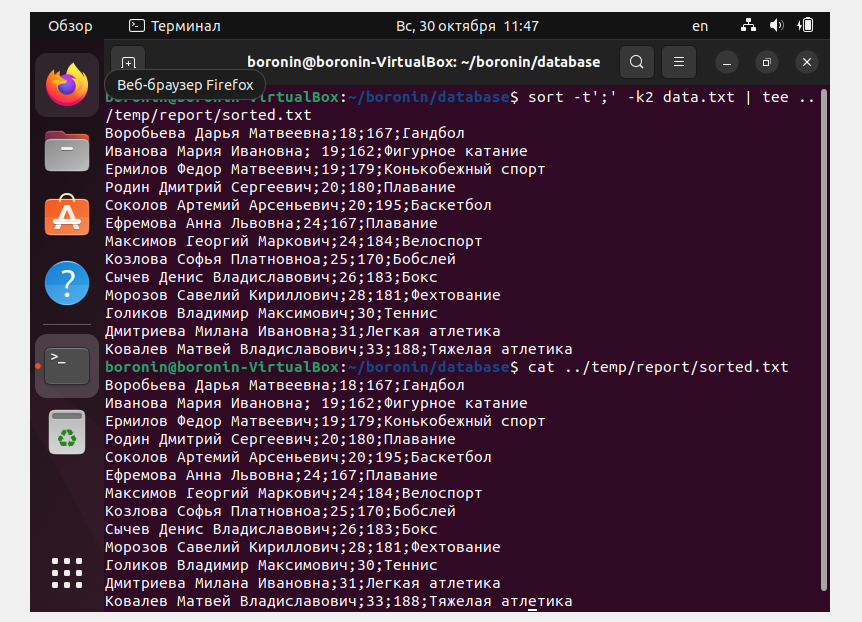 Обзор
Терминал
Вс, 30 октября 11:47
en
boronin@boronin-VirtualBox: ~/boronin/database
Веб-браузер Firefox
boronin@boronin-VirtualBox:~/boronin/database$ sort -t';' -k2 data.txt | tee ..
/temp/report/sorted.txt
Воробьева Дарья Матвеевна;18;167;Гандбол
Иванова Мария Ивановна; 19;162;Фигурное катание
Ермилов Федор Матвеевич;19;179;Конькобежный спорт
Родин Дмитрий Сергеевич;20;180;Плавание
Соколов Артемий Арсеньевич;20;195;Баскетбол
Ефремова Анна Львовна;24;167;Плавание
Максимов Георгий Маркович;24;184;Велоспорт
Козлова Софья Платновноа;25;170;Бобслей
Сычев Денис Владиславович;26;183;Бокс
Морозов Савелий Кириллович;28;181;Фехтование
Голиков Владимир Максимович;30;Теннис
Дмитриева Милана Ивановна;31;Легкая атлетика
Ковалев Матвей Владиславович;33;188;Тяжелая атлетика
boronin@boronin-VirtualBox:~/boronin/database$ cat ../temp/report/sorted.txt
Воробьева Дарья Матвеевна;18;167;Гандбол
Иванова Мария Ивановна; 19;162;Фигурное катание
Ермилов Федор Матвеевич;19;179;Конькобежный спорт
Родин Дмитрий Сергеевич;20;180;Плавание
Соколов Артемий Арсеньевич;20;195;Баскетбол
Ефремова Анна Львовна;24;167;Плавание
Максимов Георгий Маркович;24;184;Велоспорт
Козлова Софья Платновноа;25;170;Бобслей
Сычев Денис Владиславович;26;183;Бокс
Морозов Савелий Кириллович;28;181;Фехтование
Голиков Владимир Максимович;30;Теннис
Дмитриева Милана Ивановна;31;Легкая атлетика
Ковалев Матвей Владиславович;33;188;Тяжелая атлетика